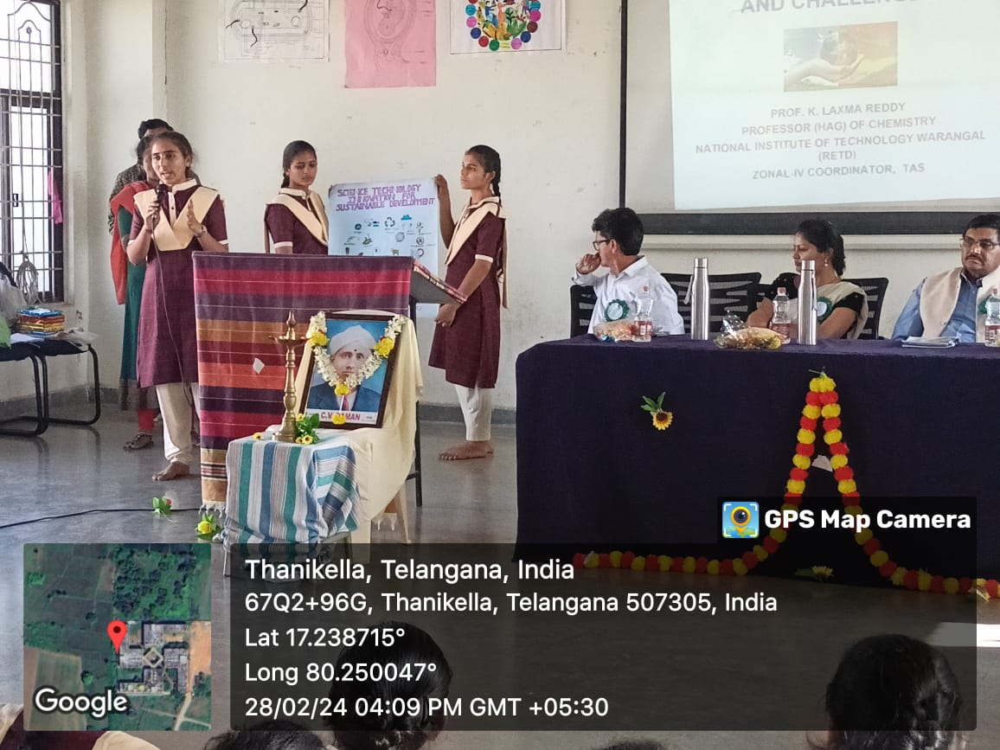 AND CHALLENGES
PROF. K. LAXMA REDDY
PROFESSOR (HAG) OF CHEMISTRY
NATIONAL INSTITUTE OF TECHNOLOGY WARANGAL
(RETD)
ZONAL-IV COORDINATOR, TAS
SCIENCE TECHNOLOGY
INNOVATION FOR
SUSTAINABLE DEVELOPMENT
C.V. RAMAN
GPS Map Camera
Thanikella, Telangana, India
67Q2+96G, Thanikella, Telangana 507305, India
Lat 17.238715°
Long 80.250047°
28/02/24 04:09 PM GMT +05:30
Google